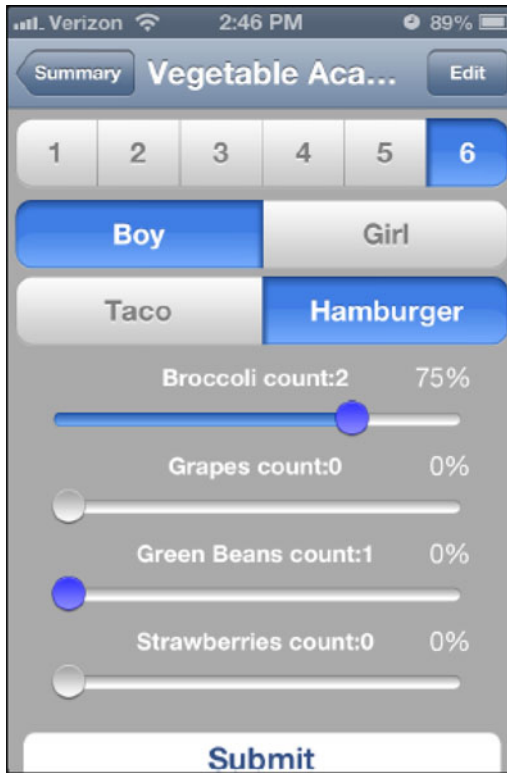 Verizon 2:46 PM 89%
Summary Vegetable Aca... Edit
1 2 3 4 5 6
Boy Girl
Taco Hamburger
Broccoli count:2 75%
Grapes count:0 0%
Green Beans count:1 0%
Strawberries count:0 0%
Submit